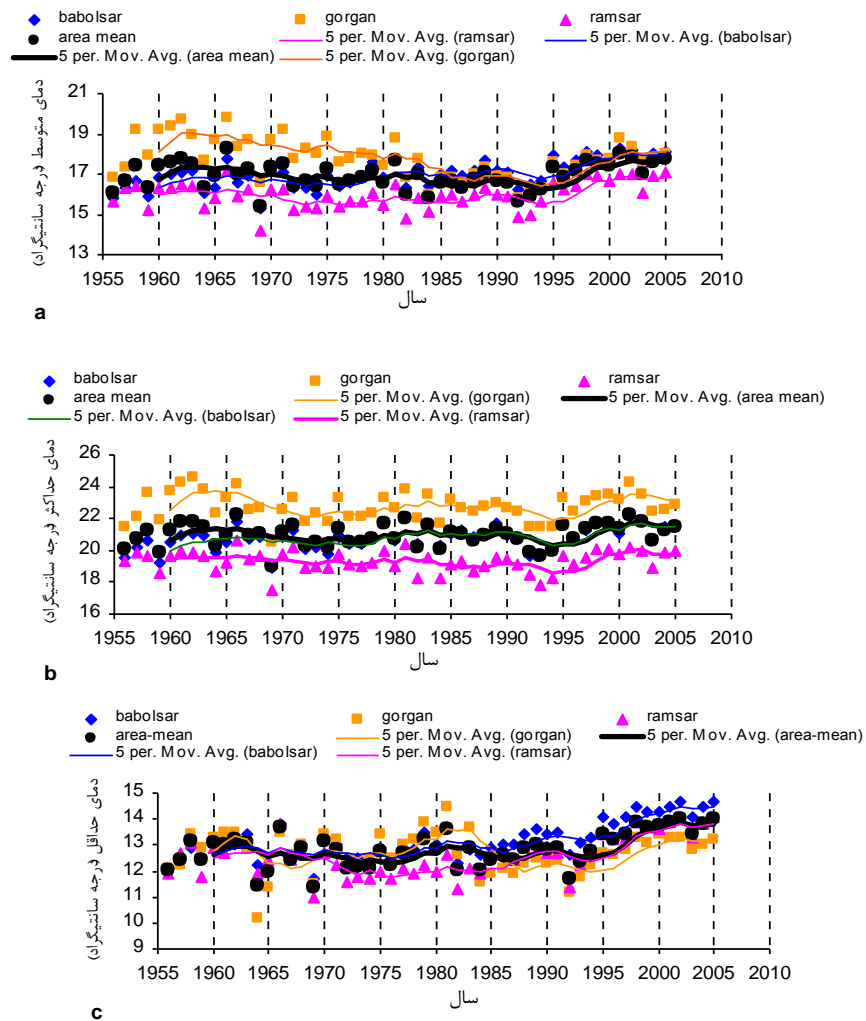 babolsar gorgan ramsar
area mean 5 per. Mov. Avg. (ramsar) 5 per. Mov. Avg. (babolsar)
5 per. Mov. Avg. (area mean) 5 per. Mov. Avg. (gorgan)
دمای متوسط (درجه سانتیگراد)
21
19
17
15
13
1955 1960 1965 1970 1975 1980 1985 1990 1995 2000 2005 2010
سال
a
babolsar gorgan ramsar
area mean 5 per. Mov. Avg. (gorgan) 5 per. Mov. Avg. (area mean)
5 per. Mov. Avg. (babolsar) 5 per. Mov. Avg. (ramsar)
دمای حداکثر (درجه سانتیگراد)
26
24
22
20
18
16
1955 1960 1965 1970 1975 1980 1985 1990 1995 2000 2005 2010
سال
b
babolsar gorgan ramsar
area-mean 5 per. Mov. Avg. (gorgan) 5 per. Mov. Avg. (area-mean)
5 per. Mov. Avg. (babolsar) 5 per. Mov. Avg. (ramsar)
دمای حداقل (درجه سانتیگراد)
15
14
13
12
11
10
9
1955 1960 1965 1970 1975 1980 1985 1990 1995 2000 2005 2010
سال
c